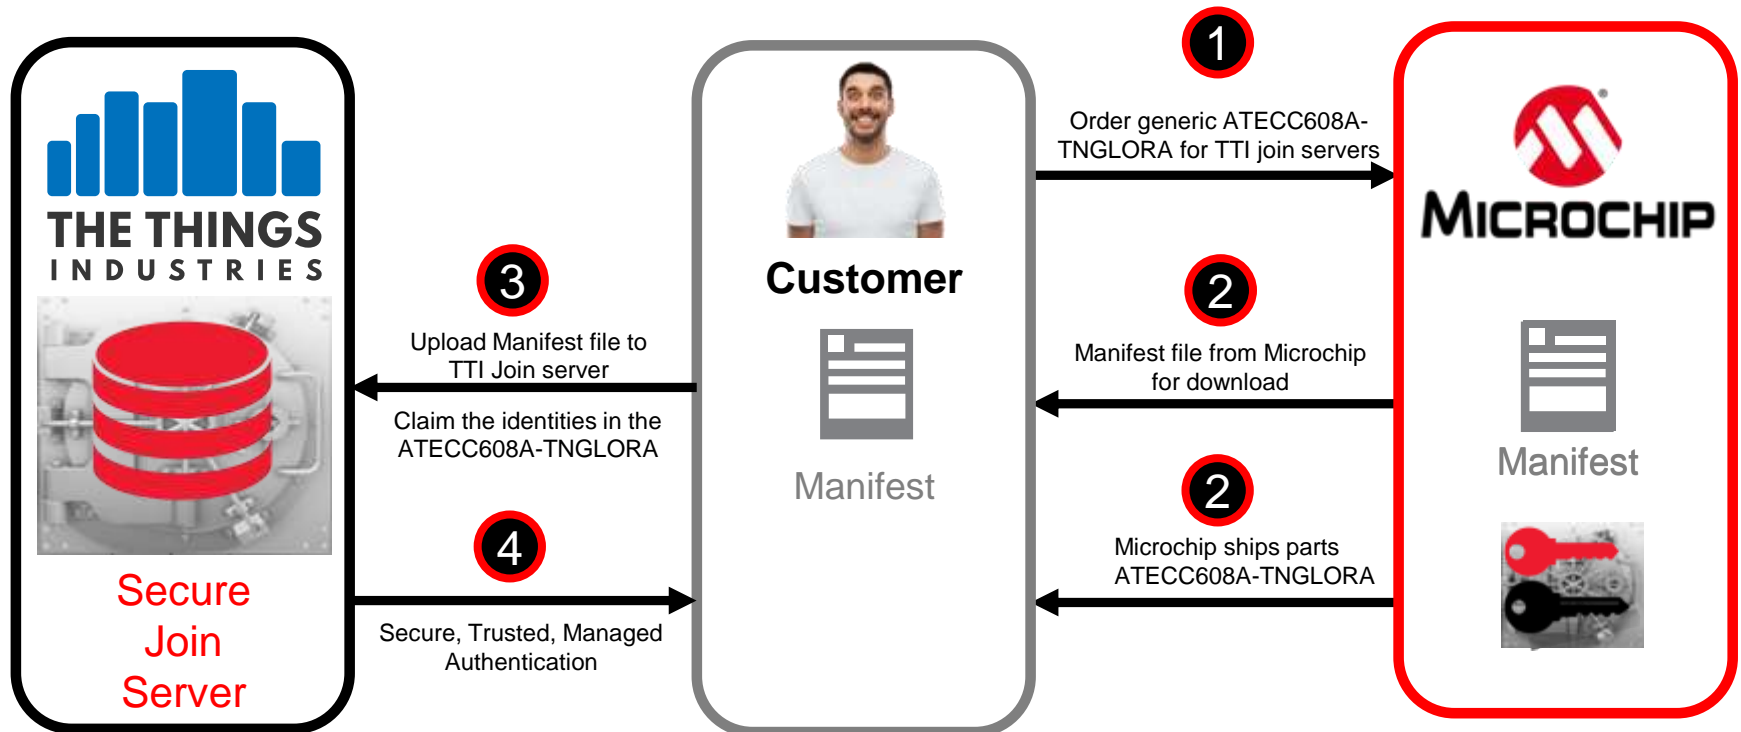 THE THINGS
INDUSTRIES
Secure
Join
Server
3
Upload Manifest file to
TTI Join server
Claim the identities in the
ATECC608A-TNGLORA
4
Secure, Trusted, Managed
Authentication
Customer
Manifest
1
Order generic ATECC608A-
TNGLORA for TTI join servers
2
Manifest file from Microchip
for download
2
Microchip ships parts
ATECC608A-TNGLORA
MICROCHIP
Manifest